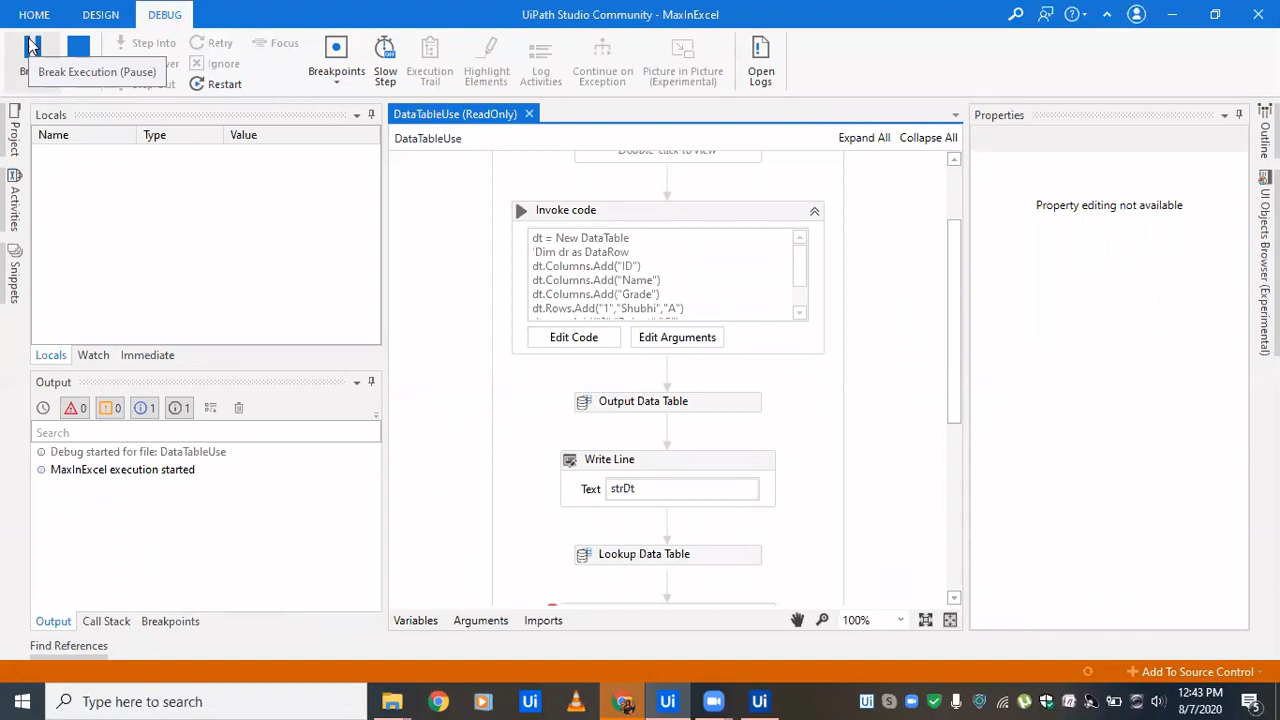 HOME
DESIGN
DEBUG
UiPath Studio Community - MaxInExcel
Step Into
Retry
Focus
Ignore
Restart
Break Execution (Pause)
Breakpoints
Slow
Step
Execution
Trail
Highlight
Elements
Log
Activities
Continue on
Exception
Picture in Picture
(Experimental)
Open
Logs
Project
Activities
Snippets
Locals
Name
Type
Value
Locals
Watch
Immediate
Output
0
0
1
1
Search
Debug started for file: DataTableUse
MaxInExcel execution started
Output
Call Stack
Breakpoints
Find References
DataTableUse (ReadOnly)
DataTableUse
Expand All
Collapse All
Double-click to view
Invoke code
dt = New DataTable
'Dim dr as DataRow
dt.Columns.Add("ID")
dt.Columns.Add("Name")
dt.Columns.Add("Grade")
dt.Rows.Add("1","Shubhi","A")
Edit Code
Edit Arguments
Output Data Table
Write Line
Text
strDt
Lookup Data Table
Variables
Arguments
Imports
100%
Properties
Property editing not available
Outline
UI Objects Browser (Experimental)
Add To Source Control
Type here to search
12:43 PM
8/7/2020
5